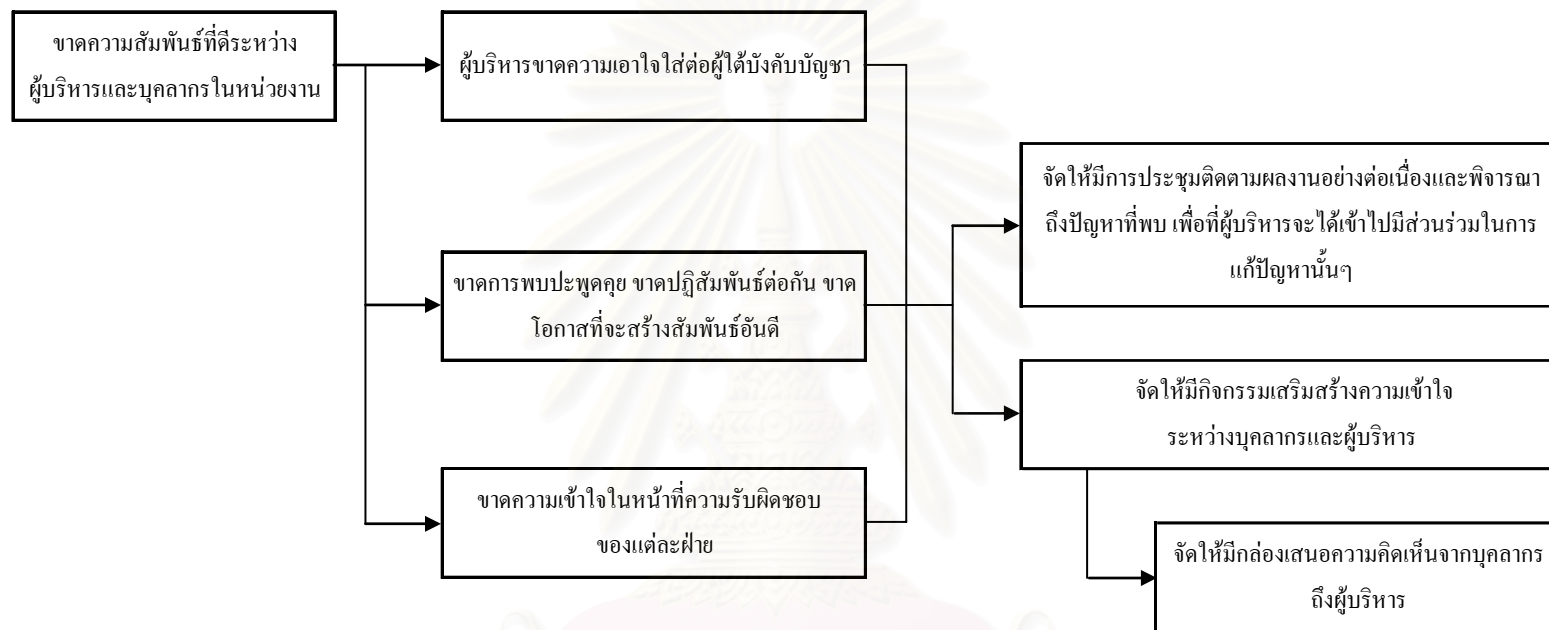 ขาดความสัมพันธ์ที่ดีระหว่าง
ผู้บริหารและบุคลากรในหน่วยงาน
ผู้บริหารขาดความเอาใจใส่ต่อผู้ใต้บังคับบัญชา
ขาดการพบปะพูดคุย ขาดปฏิสัมพันธ์ต่อกัน ขาด
โอกาสที่จะสร้างสัมพันธ์อันดี
ขาดความเข้าใจในหน้าที่ความรับผิดชอบ
ของแต่ละฝ่าย
จัดให้มีการประชุมติดตามผลงานอย่างต่อเนื่องและพิจารณา
ถึงปัญหาที่พบ เพื่อที่ผู้บริหารจะได้เข้าไปมีส่วนร่วมในการ
แก้ปัญหานั้นๆ
จัดให้มีกิจกรรมเสริมสร้างความเข้าใจ
ระหว่างบุคลากรและผู้บริหาร
จัดให้มีกล่องเสนอความคิดเห็นจากบุคลากร
ถึงผู้บริหาร